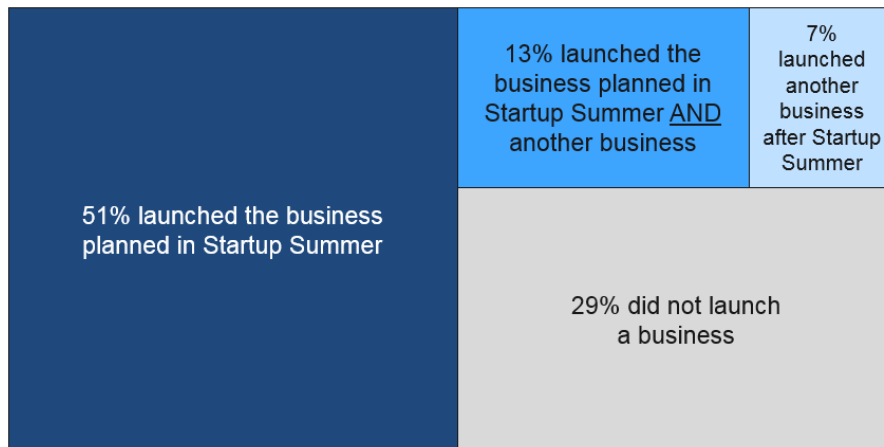 51% launched the business
planned in Startup Summer
13% launched the
business planned in
Startup Summer AND
another business
7%
launched
another
business
after Startup
Summer
29% did not launch
a business